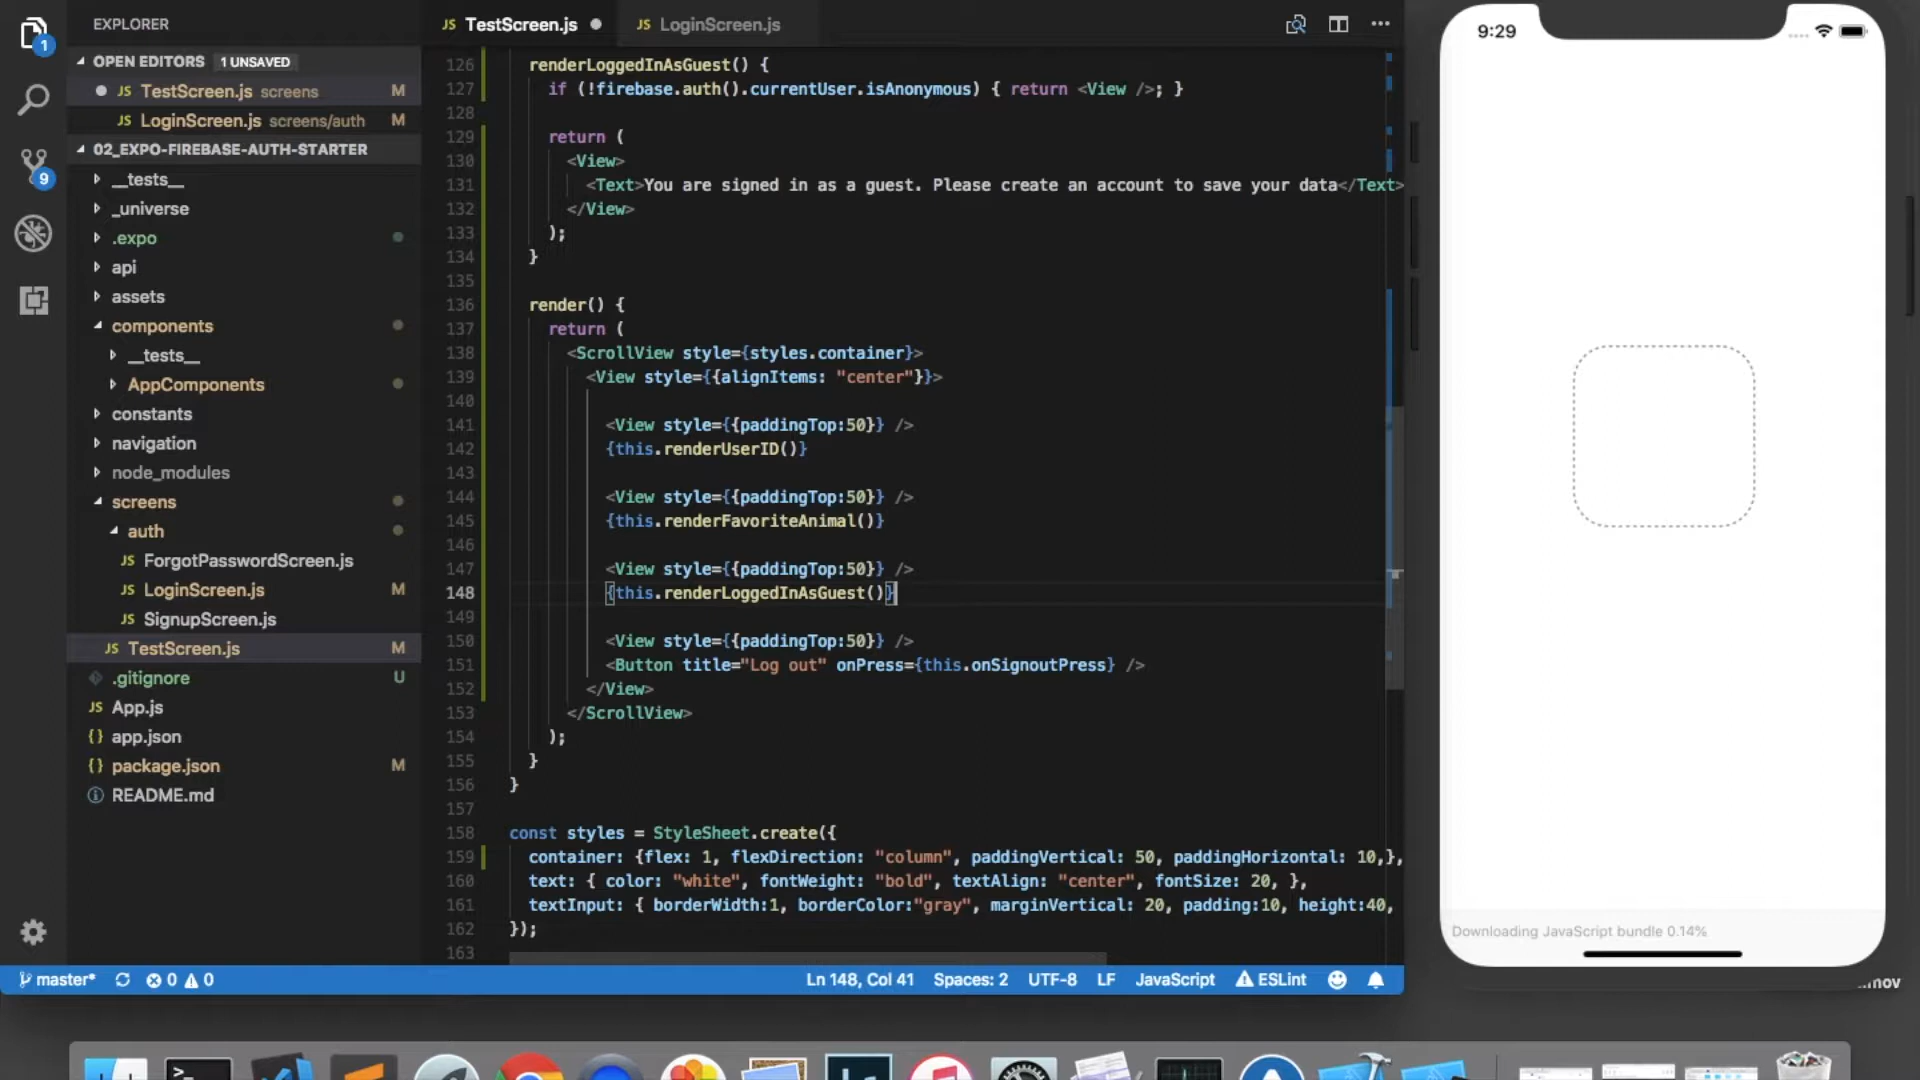 EXPLORER
OPEN EDITORS 1 UNSAVED
JS TestScreen.js screens M
JS LoginScreen.js screens/auth M
02_EXPO-FIREBASE-AUTH-STARTER
__tests__
_universe
.expo
api
assets
components
__tests__
AppComponents
constants
navigation
node_modules
screens
auth
JS ForgotPasswordScreen.js
JS LoginScreen.js M
JS SignupScreen.js
JS TestScreen.js M
.gitignore U
JS App.js
{} app.json
{} package.json M
README.md
1
9
JS TestScreen.js
JS LoginScreen.js
126 renderLoggedInAsGuest() {
127 if (!firebase.auth().currentUser.isAnonymous) { return <View />; }
128
129 return (
130 <View>
131 <Text>You are signed in as a guest. Please create an account to save your data</Text>
132 </View>
133 );
134 }
135
136 render() {
137 return (
138 <ScrollView style={styles.container}>
139 <View style={{alignItems: "center"}}>
140
141 <View style={{paddingTop:50}} />
142 {this.renderUserID()}
143
144 <View style={{paddingTop:50}} />
145 {this.renderFavoriteAnimal()}
146
147 <View style={{paddingTop:50}} />
148 {this.renderLoggedInAsGuest()}
149
150 <View style={{paddingTop:50}} />
151 <Button title="Log out" onPress={this.onSignoutPress} />
152 </View>
153 </ScrollView>
154 );
155 }
156 }
157
158 const styles = StyleSheet.create({
159 container: {flex: 1, flexDirection: "column", paddingVertical: 50, paddingHorizontal: 10,},
160 text: { color: "white", fontWeight: "bold", textAlign: "center", fontSize: 20, },
161 textInput: { borderWidth:1, borderColor:"gray", marginVertical: 20, padding:10, height:40,
162 });
163
master* 0 0 Ln 148, Col 41 Spaces: 2 UTF-8 LF JavaScript ESLint
9:29
Downloading JavaScript bundle 0.14%